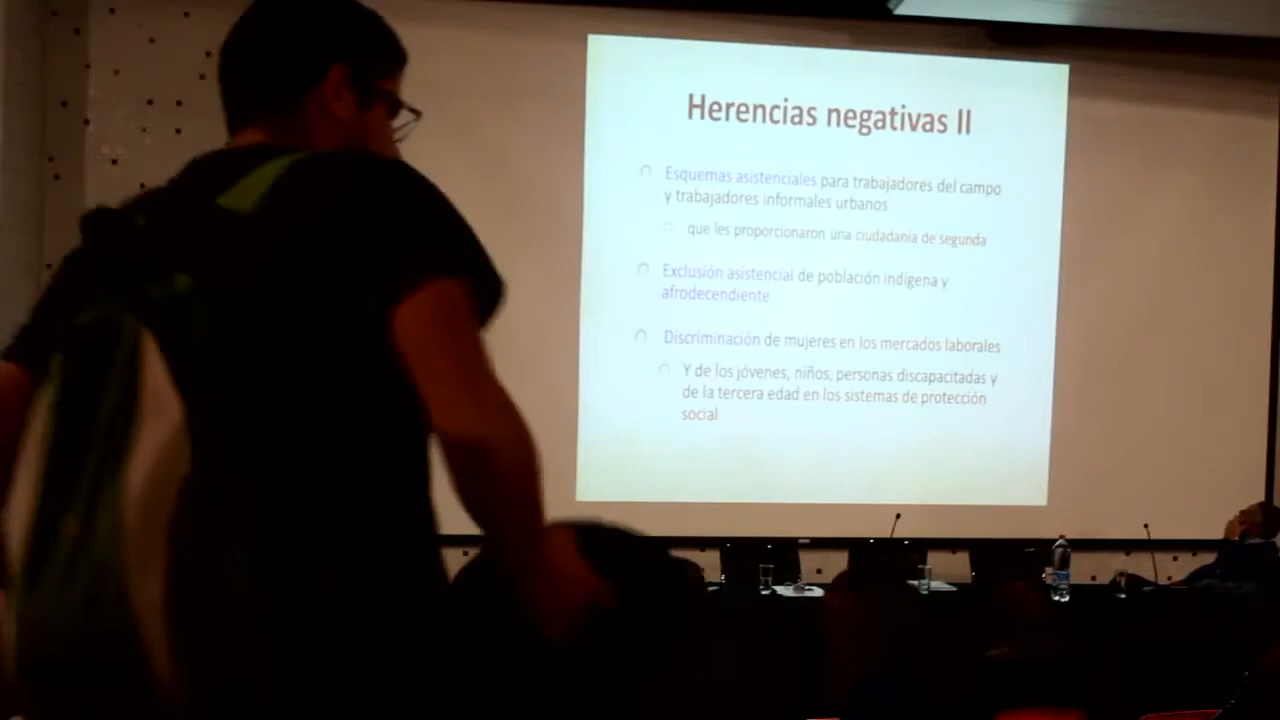 Herencias negativas II
Esquemas asistenciales para trabajadores del campo
y trabajadores informales urbanos
que les proporcionaron una ciudadanía de segunda
Exclusión asistencial de población indígena y
afrodecendiente
Discriminación de mujeres en los mercados laborales
Y de los jóvenes, niños, personas discapacitadas y
de la tercera edad en los sistemas de protección
social